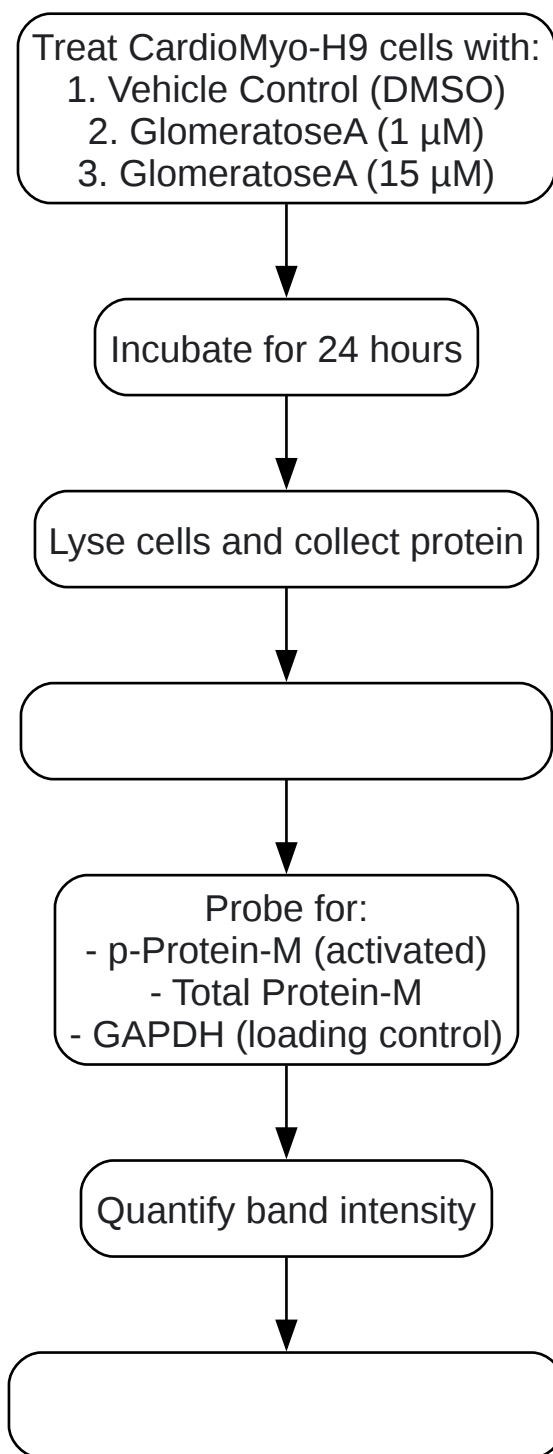 Treat CardioMyo-H9 cells with:
1. Vehicle Control (DMSO)
2. GlomeratoseA (1 µM)
3. GlomeratoseA (15 µM)
Incubate for 24 hours
Lyse cells and collect protein
Probe for:
- p-Protein-M (activated)
- Total Protein-M
- GAPDH (loading control)
Quantify band intensity